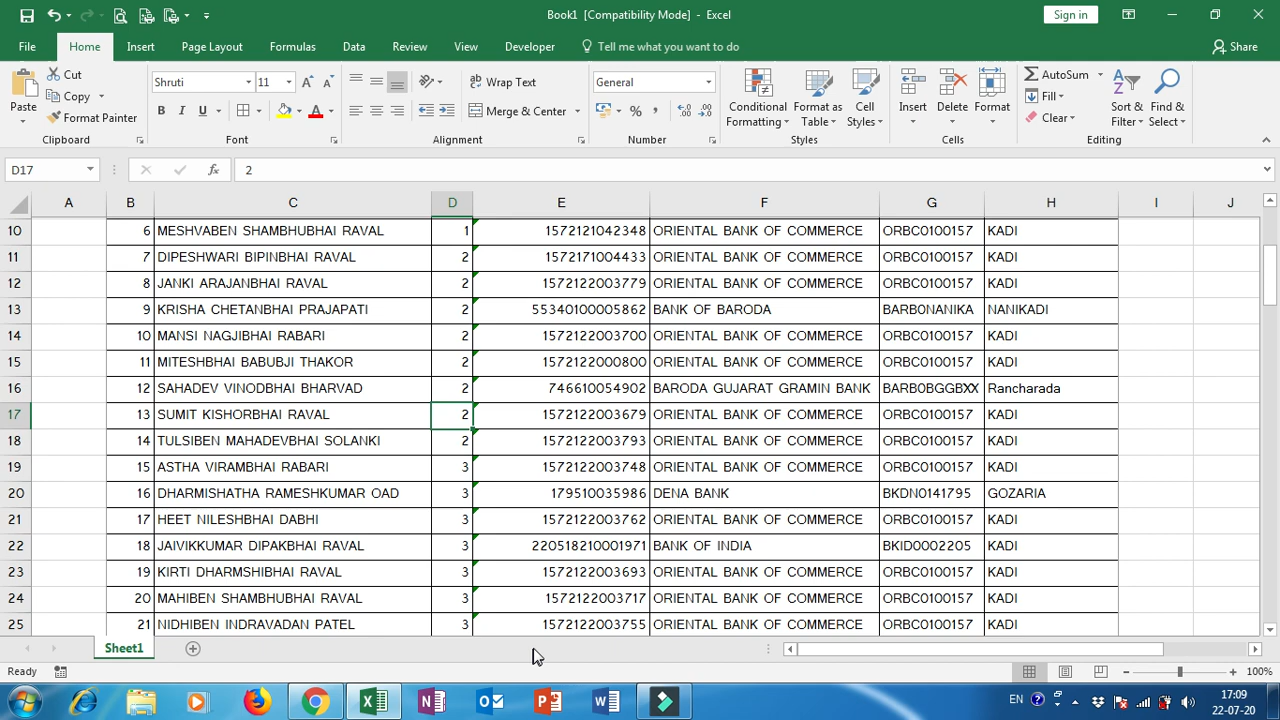 Book1 [Compatibility Mode] - Excel
Sign in
File Home Insert Page Layout Formulas Data Review View Developer Tell me what you want to do Share
Paste
Cut
Copy
Format Painter
Clipboard
Shruti 11
B I U
Font
Wrap Text
Merge & Center
Alignment
General
Number
Conditional Formatting
Format as Table
Cell Styles
Styles
Insert Delete Format
Cells
AutoSum
Fill
Clear
Sort & Filter
Find & Select
Editing
D17 fx 2
A B C D E F G H I J
10 6 MESHVABEN SHAMBHUBHAI RAVAL 1 1572121042348 ORIENTAL BANK OF COMMERCE ORBC0100157 KADI
11 7 DIPESHWARI BIPINBHAI RAVAL 2 1572171004433 ORIENTAL BANK OF COMMERCE ORBC0100157 KADI
12 8 JANKI ARAJANBHAI RAVAL 2 1572122003779 ORIENTAL BANK OF COMMERCE ORBC0100157 KADI
13 9 KRISHA CHETANBHAI PRAJAPATI 2 55340100005862 BANK OF BARODA BARB0NANIKA NANIKADI
14 10 MANSI NAGJIBHAI RABARI 2 1572122003700 ORIENTAL BANK OF COMMERCE ORBC0100157 KADI
15 11 MITESHBHAI BABUBJI THAKOR 2 1572122000800 ORIENTAL BANK OF COMMERCE ORBC0100157 KADI
16 12 SAHADEV VINODBHAI BHARVAD 2 746610054902 BARODA GUJARAT GRAMIN BANK BARB0BGGBXX Rancharada
17 13 SUMIT KISHORBHAI RAVAL 2 1572122003679 ORIENTAL BANK OF COMMERCE ORBC0100157 KADI
18 14 TULSIBEN MAHADEVBHAI SOLANKI 2 1572122003793 ORIENTAL BANK OF COMMERCE ORBC0100157 KADI
19 15 ASTHA VIRAMBHAI RABARI 3 1572122003748 ORIENTAL BANK OF COMMERCE ORBC0100157 KADI
20 16 DHARMISHATHA RAMESHKUMAR OAD 3 179510035986 DENA BANK BKDN0141795 GOZARIA
21 17 HEET NILESHBHAI DABHI 3 1572122003762 ORIENTAL BANK OF COMMERCE ORBC0100157 KADI
22 18 JAIVIKKUMAR DIPAKBHAI RAVAL 3 220518210001971 BANK OF INDIA BKID0002205 KADI
23 19 KIRTI DHARMSHIBHAI RAVAL 3 1572122003693 ORIENTAL BANK OF COMMERCE ORBC0100157 KADI
24 20 MAHIBEN SHAMBHUBHAI RAVAL 3 1572122003717 ORIENTAL BANK OF COMMERCE ORBC0100157 KADI
25 21 NIDHIBEN INDRAVADAN PATEL 3 1572122003755 ORIENTAL BANK OF COMMERCE ORBC0100157 KADI
Sheet1
Ready 100%
EN 17:09
22-07-20